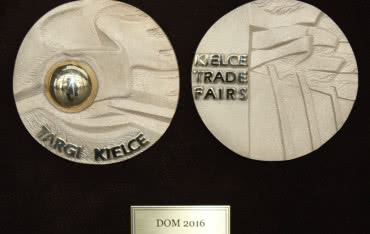 TARGI KIELCE
KIELCE
TRADE
FAIRS
DOM 2016